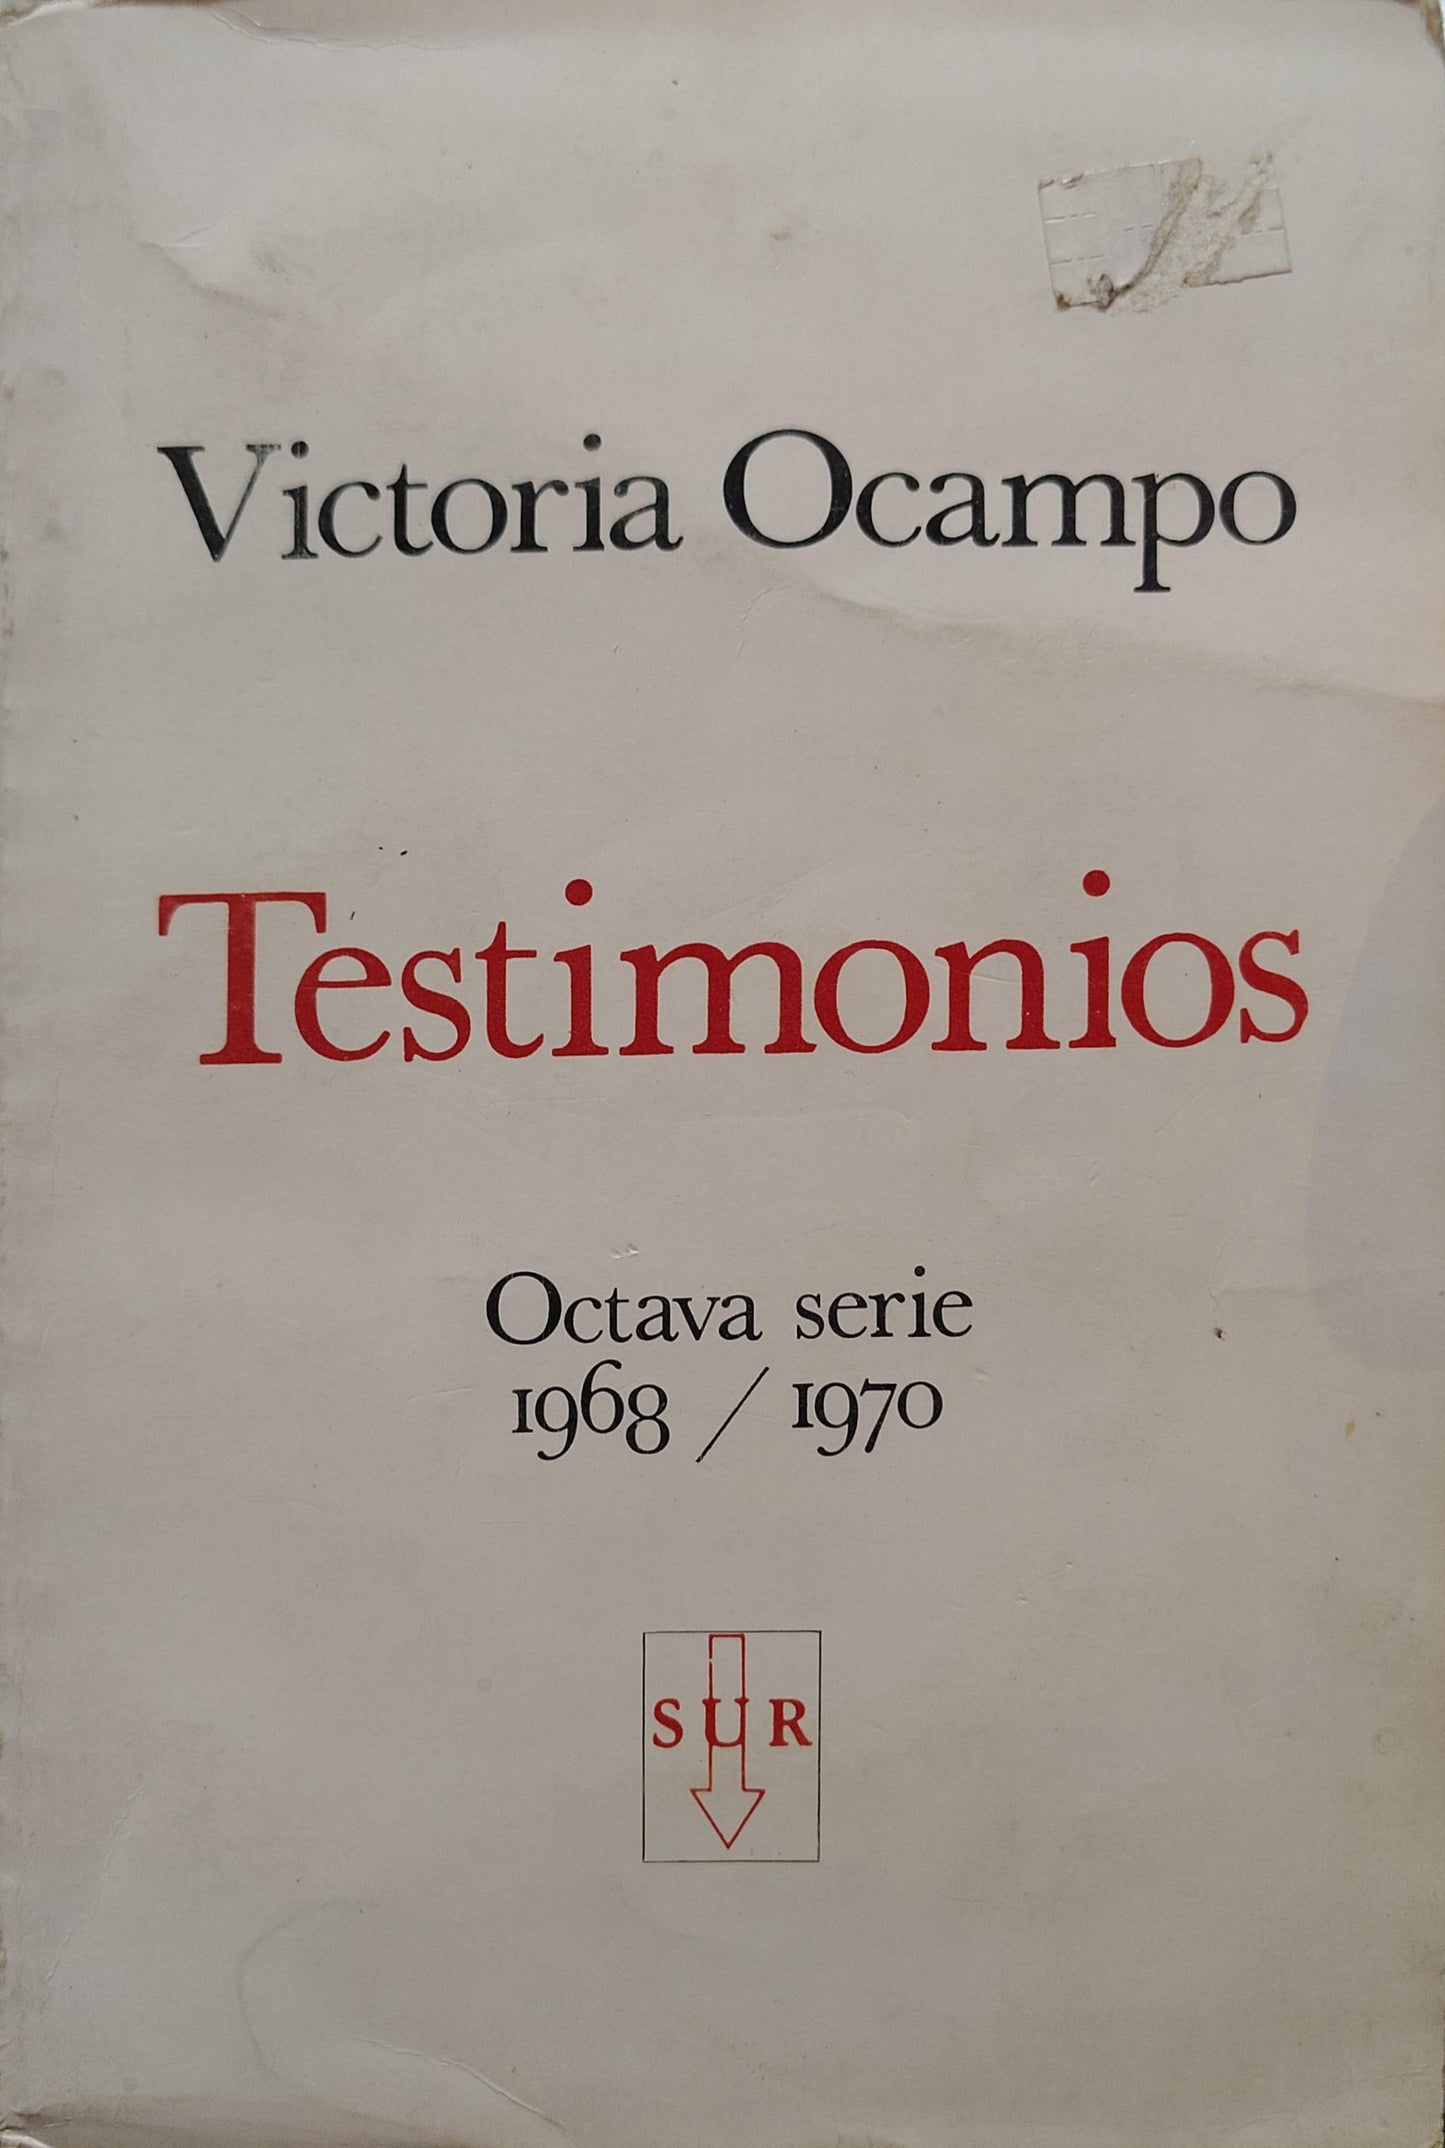 Victoria Ocampo
Testimonios
Octava serie
1968 / 1970
SUR